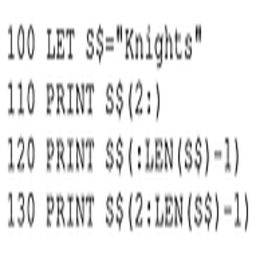 100 LET S$="Knights"
110 PRINT S$(2:)
120 PRINT S$(:LEN(S$)-1)
130 PRINT S$(2:LEN(S$)-1)